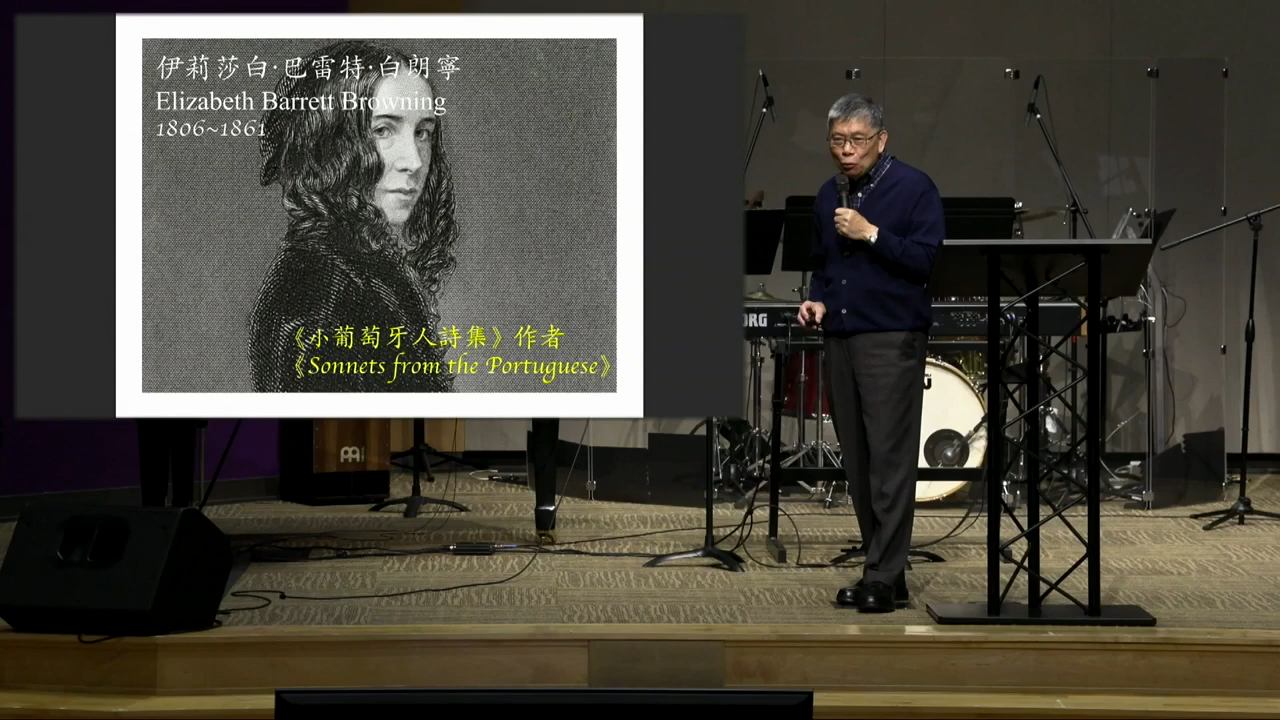 伊莉莎白·巴雷特·白朗寧
Elizabeth Barrett Browning
1806~1861
《小葡萄牙人詩集》作者
《Sonnets from the Portuguese》
KORG